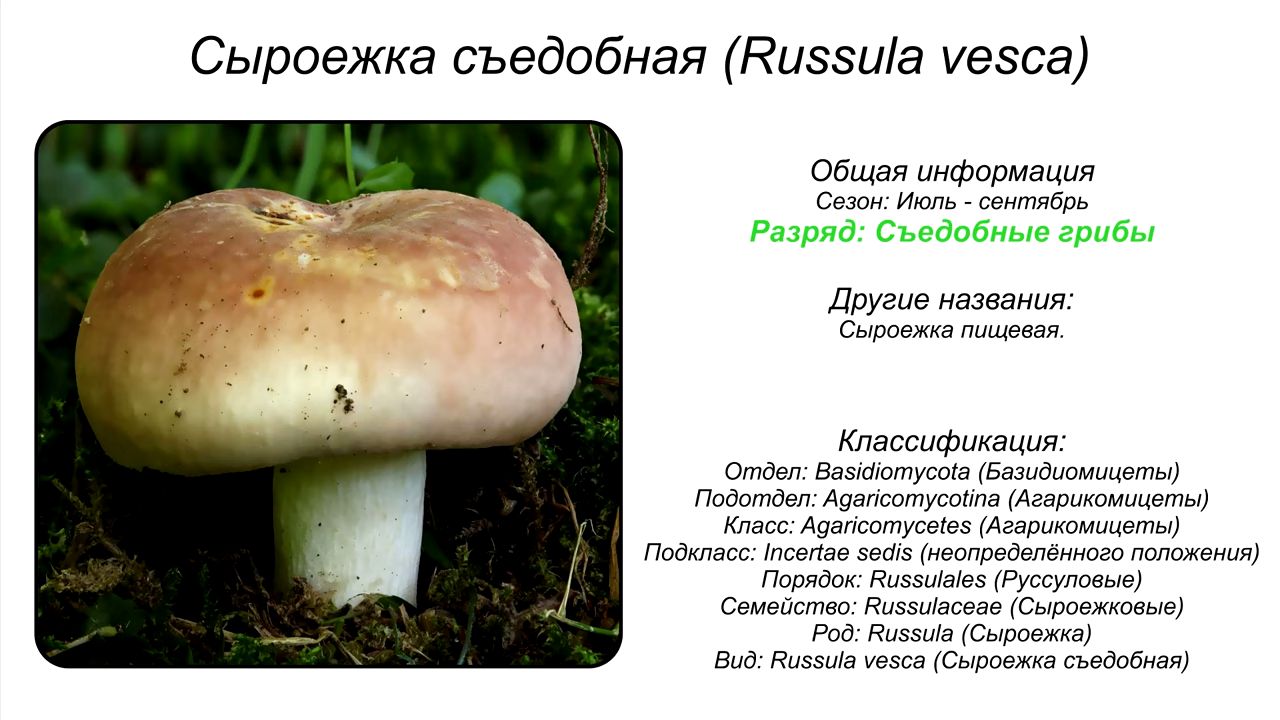 Сыроежка съедобная (Russula vesca)
Общая информация
Сезон: Июль - сентябрь
Разряд: Съедобные грибы
Другие названия:
Сыроежка пищевая.
Классификация:
Отдел: Basidiomycota (Базидиомицеты)
Подотдел: Agaricomycotina (Агарикомицеты)
Класс: Agaricomycetes (Агарикомицеты)
Подкласс: Incertae sedis (неопределённого положения)
Порядок: Russulales (Руссуловые)
Семейство: Russulaceae (Сыроежковые)
Род: Russula (Сыроежка)
Вид: Russula vesca (Сыроежка съедобная)